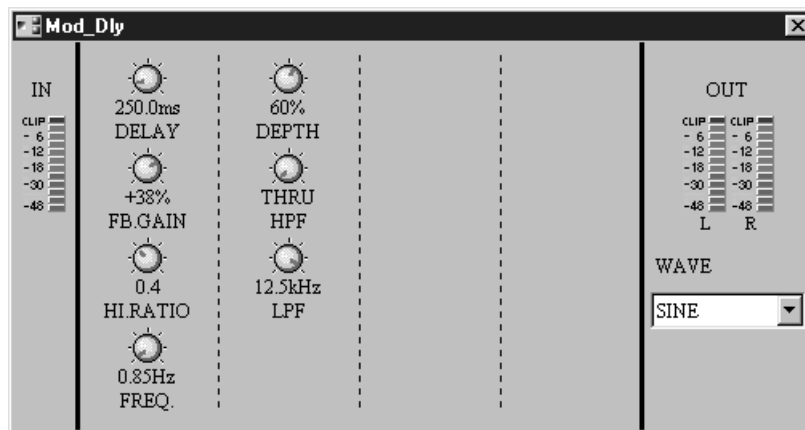 Mod_Dly
IN
CLIP
- 6
-12
-18
-30
-48
250.0ms
DELAY
+38%
FB.GAIN
0.4
HI.RATIO
0.85Hz
FREQ.
60%
DEPTH
THRU
HPF
12.5kHz
LPF
OUT
CLIP CLIP
- 6 - 6
-12 -12
-18 -18
-30 -30
-48 -48
L R
WAVE
SINE